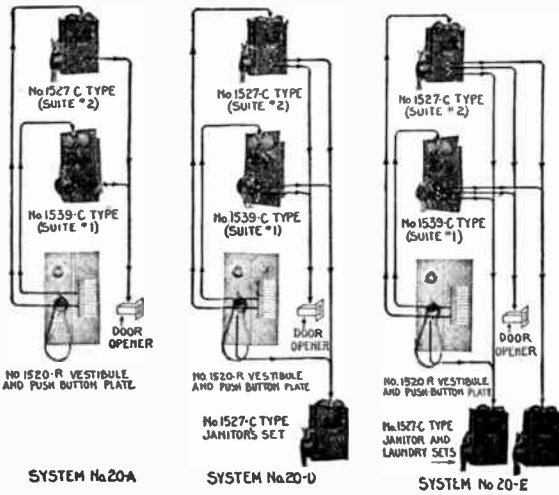 No.1527-C TYPE
(SUITE #2)
No.1539-C TYPE
(SUITE #1)
DOOR
OPENER
NO.1520-R VESTIBULE
AND PUSH BUTTON PLATE
SYSTEM No.20-A
No.1527-C TYPE
(SUITE #2)
No.1539-C TYPE
(SUITE #1)
DOOR
OPENER
NO.1520-R VESTIBULE
AND PUSH BUTTON PLATE
No.1527-C TYPE
JANITOR'S SET
SYSTEM No.20-D
No.1527-C TYPE
(SUITE #2)
No.1539-C TYPE
(SUITE #1)
DOOR
OPENER
No.1520 R VESTIBULE
AND PUSH-BUTTON PLATE
No.1527-C TYPE
JANITOR AND
LAUNDRY SETS
SYSTEM No 20-E